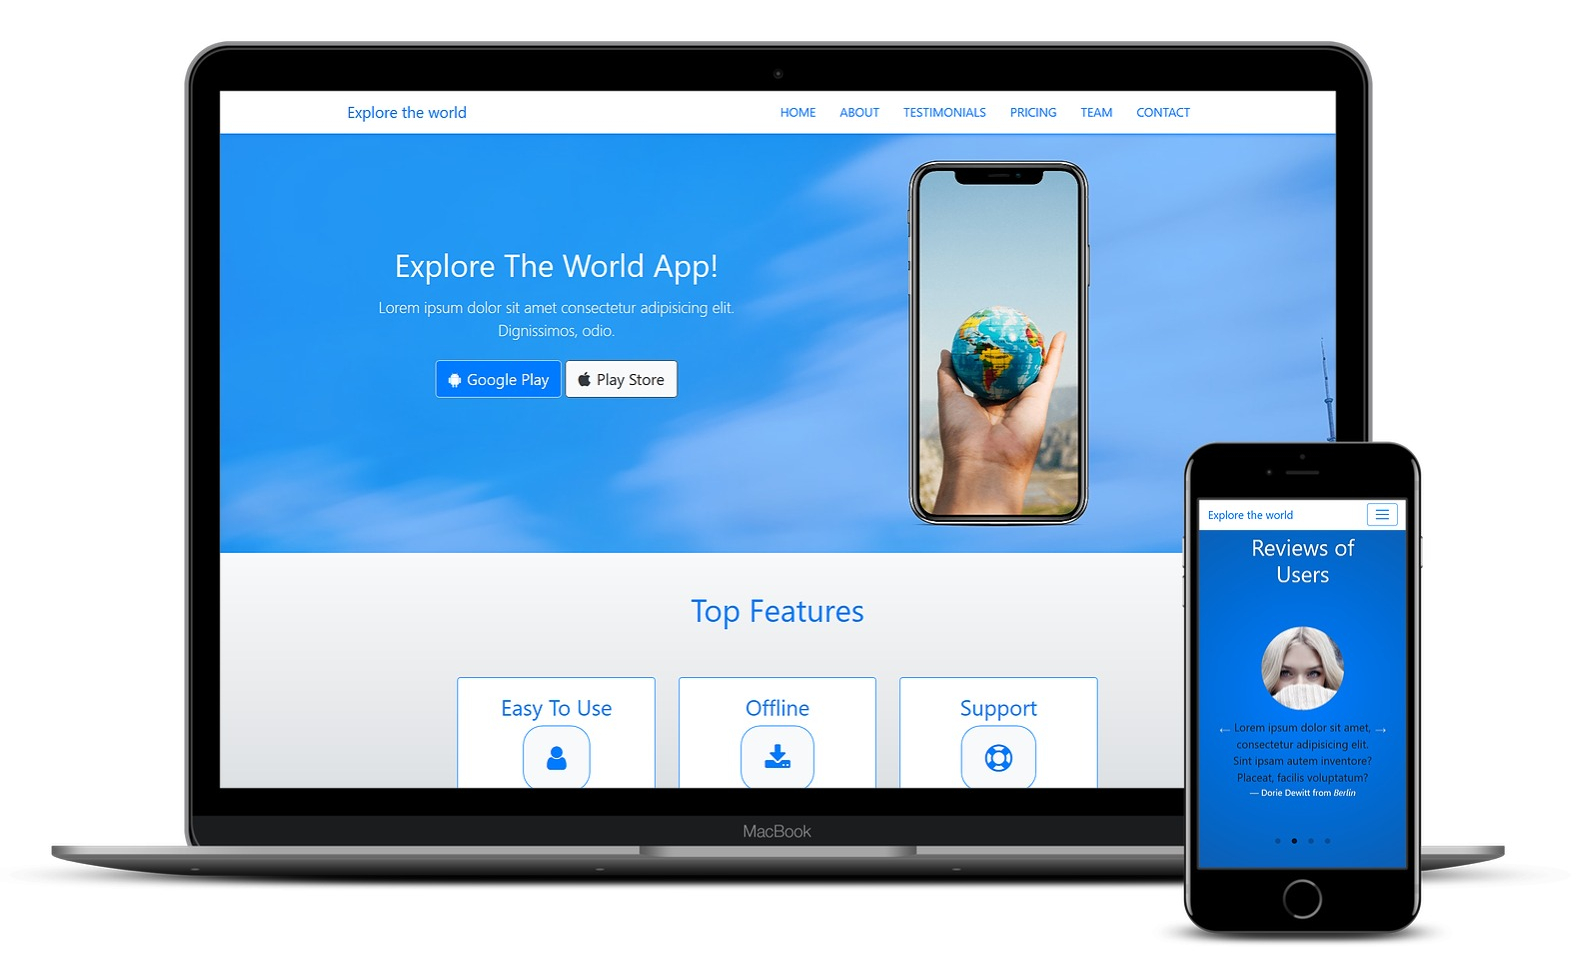 Explore the world
HOME ABOUT TESTIMONIALS PRICING TEAM CONTACT
Explore The World App!
Lorem ipsum dolor sit amet consectetur adipisicing elit.
Dignissimos, odio.
Google Play Play Store
Top Features
Easy To Use Offline Support
MacBook
Explore the world
Reviews of
Users
← Lorem ipsum dolor sit amet, →
consectetur adipisicing elit.
Sint ipsam autem inventore?
Placeat, facilis voluptatum?
— Dorie Dewitt from Berlin